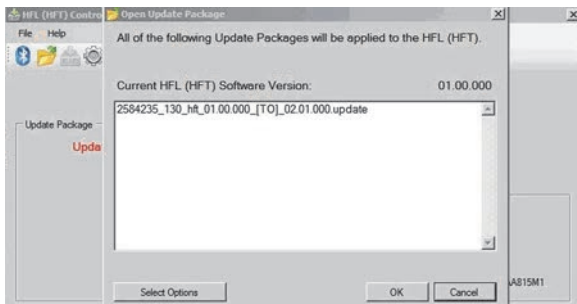 HFL (HFT) Contro
Open Update Package
File Help
All of the following Update Packages will be applied to the HFL (HFT).
Current HFL (HFT) Software Version: 01.00.000
2584235_130_hft_01.00.000_[TO]_02.01.000.update
Update Package
Upda
Select Options
OK
Cancel
AA815M1